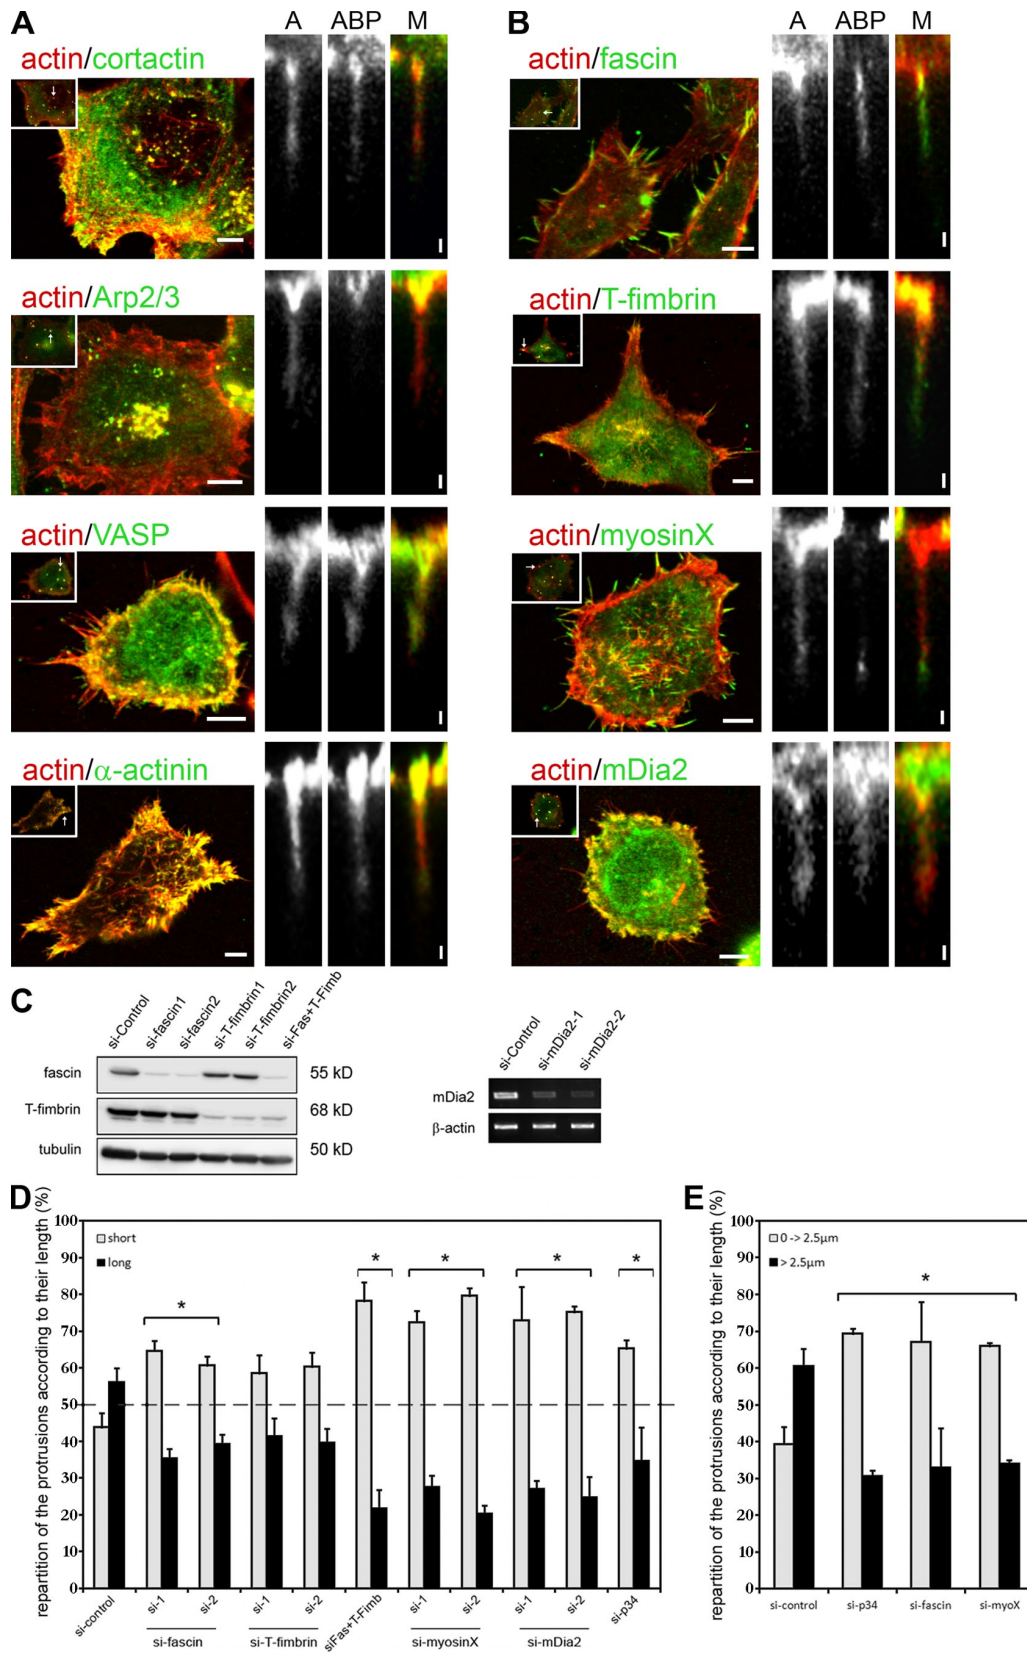 A
A ABP M
actin/cortactin
actin/Arp2/3
actin/VASP
actin/α-actinin
B
A ABP M
actin/fascin
actin/T-fimbrin
actin/myosinX
actin/mDia2
C
si-Control
si-fascin1
si-fascin2
si-T-fimbrin1
si-T-fimbrin2
si-Fas+T-Fimb
fascin 55 kD
T-fimbrin 68 kD
tubulin 50 kD
si-Control
si-mDia2-1
si-mDia2-2
mDia2
β-actin
D
repartition of the protrusions according to their length (%)
100
90
80
70
60
50
40
30
20
10
0
short
long
*
*
*
*
*
si-control
si-1
si-2
si-1
si-2
siFas+T-Fimb
si-1
si-2
si-1
si-2
si-p34
si-fascin
si-T-fimbrin
si-myosinX
si-mDia2
E
repartition of the protrusions according to their length (%)
100
90
80
70
60
50
40
30
20
10
0
0 -> 2.5µm
> 2.5µm
*
si-control
si-p34
si-fascin
si-myoX